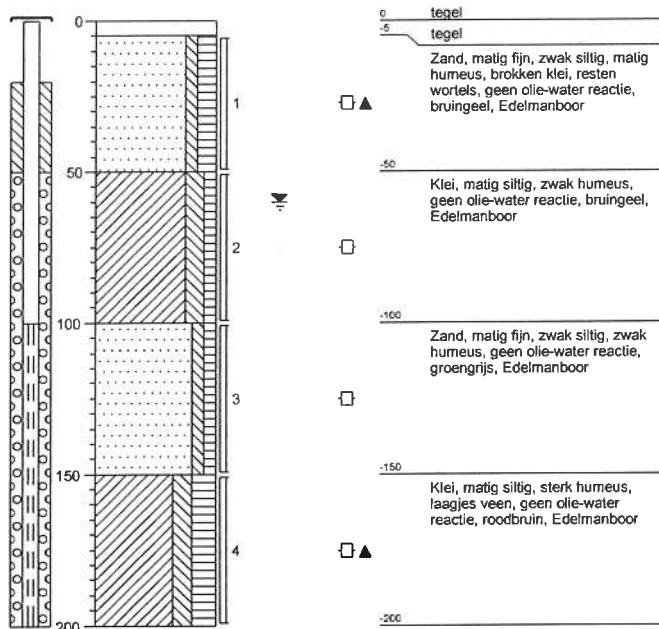 0
50
100
150
200
1
2
3
4
0
tegel
-5
tegel
Zand, matig fijn, zwak siltig, matig
humeus, brokken klei, resten
wortels, geen olie-water reactie,
bruingeel, Edelmanboor
-50
Klei, matig siltig, zwak humeus,
geen olie-water reactie, bruingeel,
Edelmanboor
-100
Zand, matig fijn, zwak siltig, zwak
humeus, geen olie-water reactie,
groengrijs, Edelmanboor
-150
Klei, matig siltig, sterk humeus,
laagjes veen, geen olie-water
reactie, roodbruin, Edelmanboor
-200